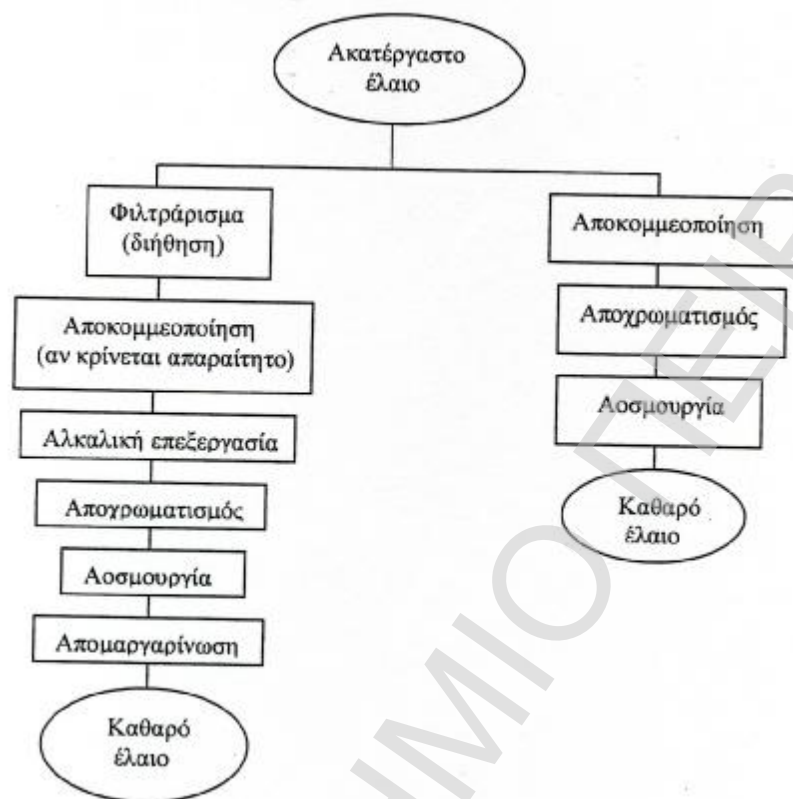 Ακατέργαστο
έλαιο
Φιλτράρισμα
(διήθηση)
Αποκομμεοποίηση
(αν κρίνεται απαραίτητο)
Αλκαλική επεξεργασία
Αποχρωματισμός
Αοσμουργία
Απομαργαρίνωση
Καθαρό
έλαιο
Αποκομμεοποίηση
Αποχρωματισμός
Αοσμουργία
Καθαρό
έλαιο